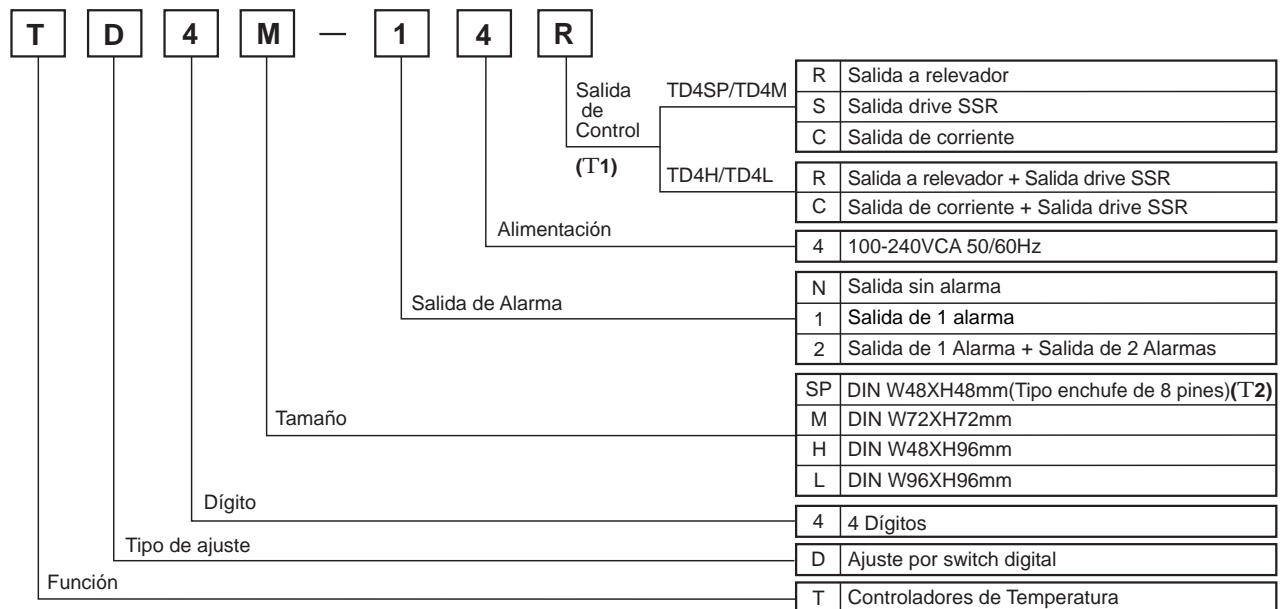 T D 4 M — 1 4 R
Salida de Control (T1)
TD4SP/TD4M
R Salida a relevador
S Salida drive SSR
C Salida de corriente
TD4H/TD4L
R Salida a relevador + Salida drive SSR
C Salida de corriente + Salida drive SSR
Alimentación
4 100-240VCA 50/60Hz
Salida de Alarma
N Salida sin alarma
1 Salida de 1 alarma
2 Salida de 1 Alarma + Salida de 2 Alarmas
Tamaño
SP DIN W48XH48mm(Tipo enchufe de 8 pines)(T2)
M DIN W72XH72mm
H DIN W48XH96mm
L DIN W96XH96mm
Dígito
4 4 Dígitos
Tipo de ajuste
D Ajuste por switch digital
Función
T Controladores de Temperatura